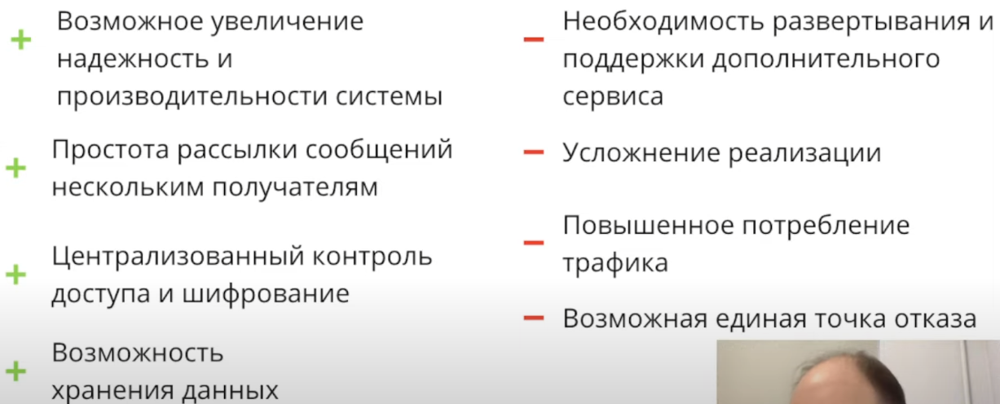 + Возможное увеличение
надежность и
производительности системы
+ Простота рассылки сообщений
нескольким получателям
+ Централизованный контроль
доступа и шифрование
+ Возможность
хранения данных
− Необходимость развертывания и
поддержки дополнительного
сервиса
− Усложнение реализации
− Повышенное потребление
трафика
− Возможная единая точка отказа